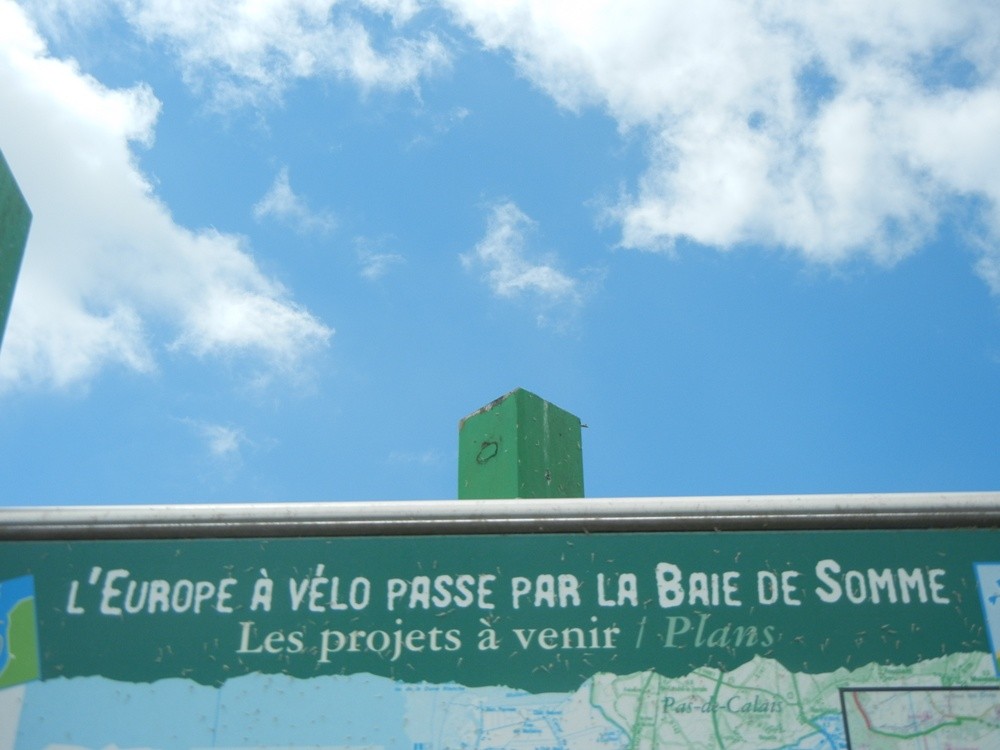 L'EUROPE À VÉLO PASSE PAR LA BAIE DE SOMME
Les projets à venir / Plans
Pas-de-Calais